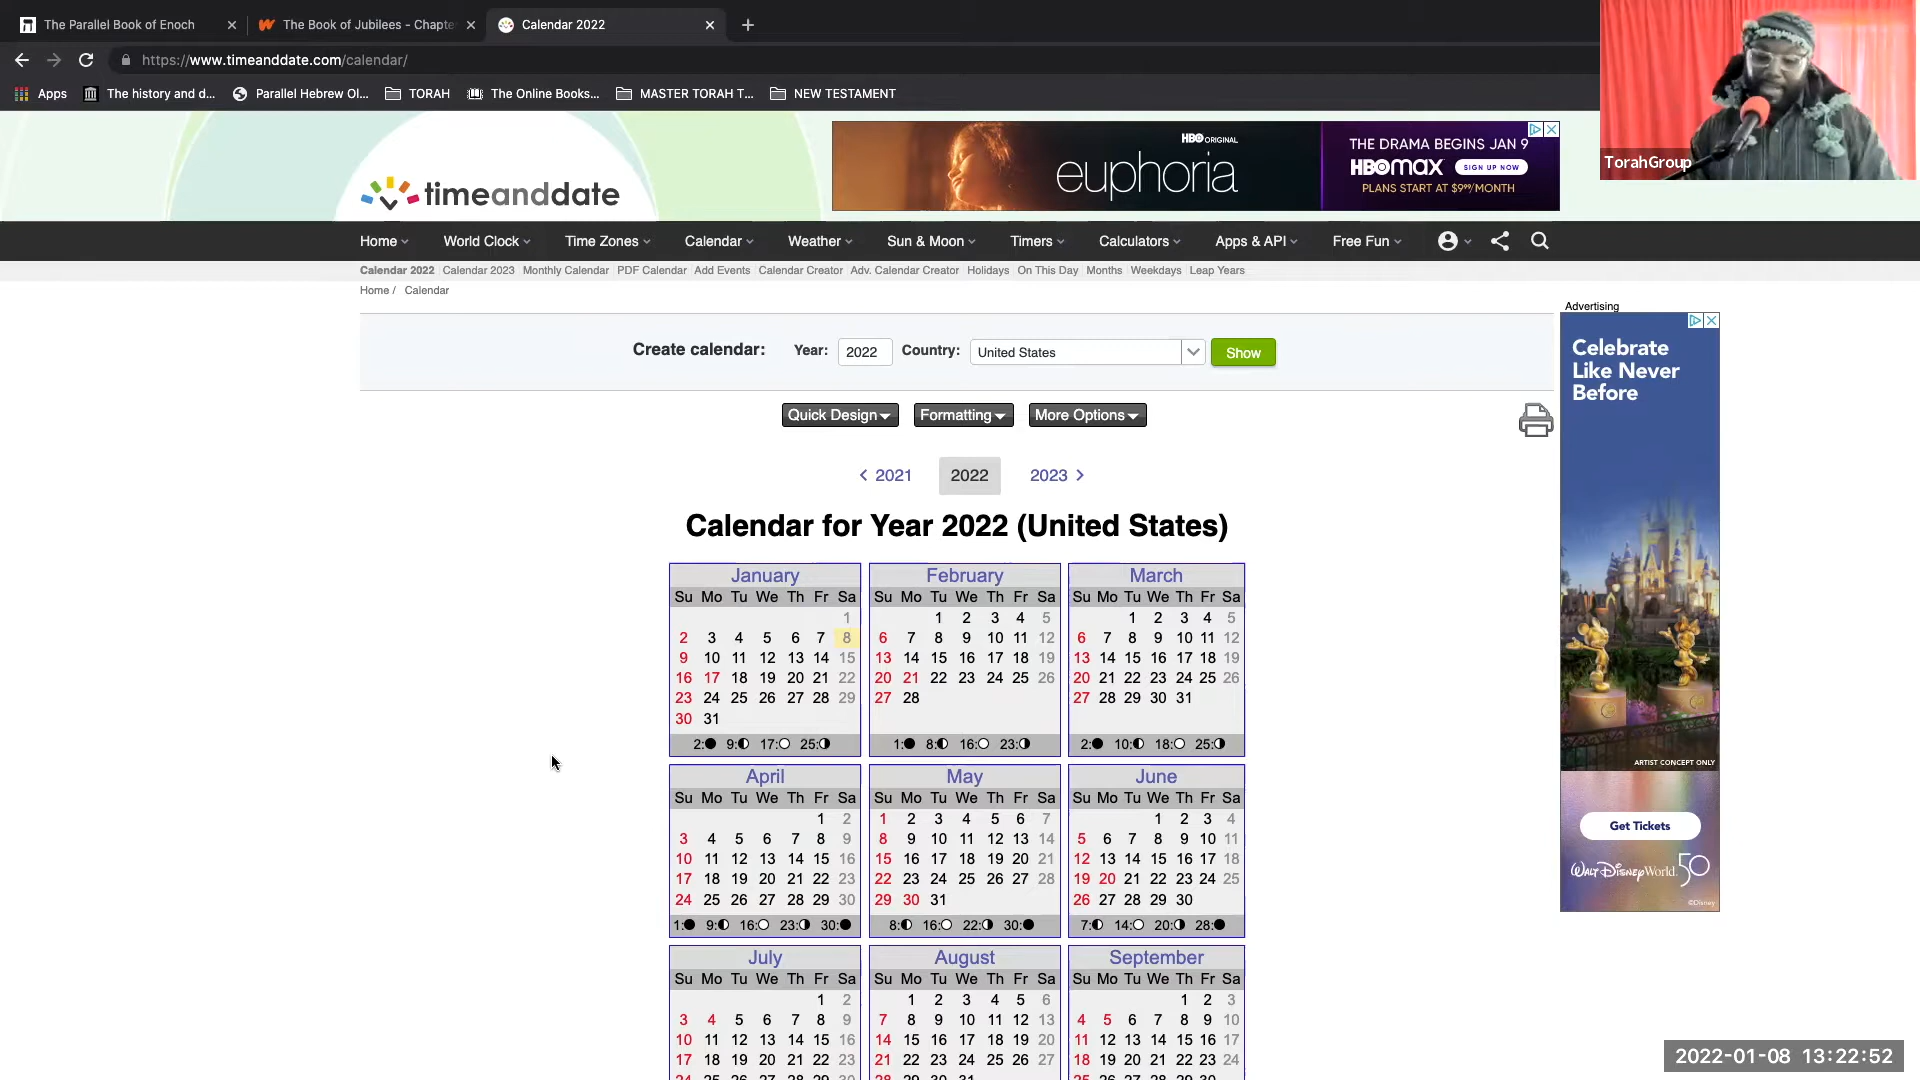 The Parallel Book of Enoch
The Book of Jubilees - Chapte
Calendar 2022
https://www.timeanddate.com/calendar/
Apps
The history and d...
Parallel Hebrew Ol...
TORAH
The Online Books...
MASTER TORAH T...
NEW TESTAMENT
TorahGroup
timeanddate
HBO ORIGINAL
euphoria
THE DRAMA BEGINS JAN 9
HBOMAX SIGN UP NOW
PLANS START AT $9⁹⁹/MONTH
Home World Clock Time Zones Calendar Weather Sun & Moon Timers Calculators Apps & API Free Fun
Calendar 2022 Calendar 2023 Monthly Calendar PDF Calendar Add Events Calendar Creator Adv. Calendar Creator Holidays On This Day Months Weekdays Leap Years
Home / Calendar
Advertising
Create calendar: Year: 2022 Country: United States Show
Quick Design Formatting More Options
< 2021 2022 2023 >
Calendar for Year 2022 (United States)
January
Su Mo Tu We Th Fr Sa
1
2 3 4 5 6 7 8
9 10 11 12 13 14 15
16 17 18 19 20 21 22
23 24 25 26 27 28 29
30 31
2:● 9:◐ 17:○ 25:◑
February
Su Mo Tu We Th Fr Sa
1 2 3 4 5
6 7 8 9 10 11 12
13 14 15 16 17 18 19
20 21 22 23 24 25 26
27 28
1:● 8:◐ 16:○ 23:◑
March
Su Mo Tu We Th Fr Sa
1 2 3 4 5
6 7 8 9 10 11 12
13 14 15 16 17 18 19
20 21 22 23 24 25 26
27 28 29 30 31
2:● 10:◐ 18:○ 25:◑
April
Su Mo Tu We Th Fr Sa
1 2
3 4 5 6 7 8 9
10 11 12 13 14 15 16
17 18 19 20 21 22 23
24 25 26 27 28 29 30
1:● 9:◐ 16:○ 23:◑ 30:●
May
Su Mo Tu We Th Fr Sa
1 2 3 4 5 6 7
8 9 10 11 12 13 14
15 16 17 18 19 20 21
22 23 24 25 26 27 28
29 30 31
8:◐ 16:○ 22:◑ 30:●
June
Su Mo Tu We Th Fr Sa
1 2 3 4
5 6 7 8 9 10 11
12 13 14 15 16 17 18
19 20 21 22 23 24 25
26 27 28 29 30
7:◐ 14:○ 20:◑ 28:●
July
Su Mo Tu We Th Fr Sa
1 2
3 4 5 6 7 8 9
10 11 12 13 14 15 16
17 18 19 20 21 22 23
24 25 26 27 28 29 30
August
Su Mo Tu We Th Fr Sa
1 2 3 4 5 6
7 8 9 10 11 12 13
14 15 16 17 18 19 20
21 22 23 24 25 26 27
28 29 30 31
September
Su Mo Tu We Th Fr Sa
1 2 3
4 5 6 7 8 9 10
11 12 13 14 15 16 17
18 19 20 21 22 23 24
25 26 27 28 29 30
Celebrate
Like Never
Before
ARTIST CONCEPT ONLY
Get Tickets
WALT DISNEY World. 50
©Disney
2022-01-08 13:22:52